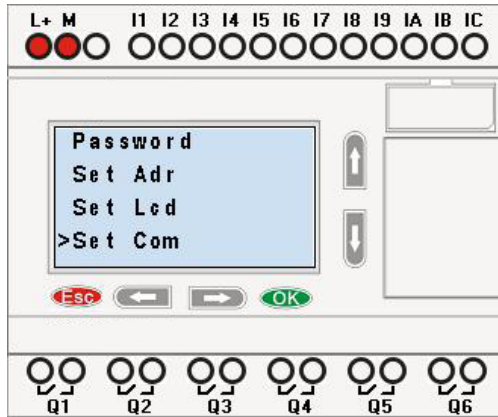 L+ M I1 I2 I3 I4 I5 I6 I7 I8 I9 IA IB IC
Password
Set Adr
Set Lcd
>Set Com
Esc OK
Q1 Q2 Q3 Q4 Q5 Q6